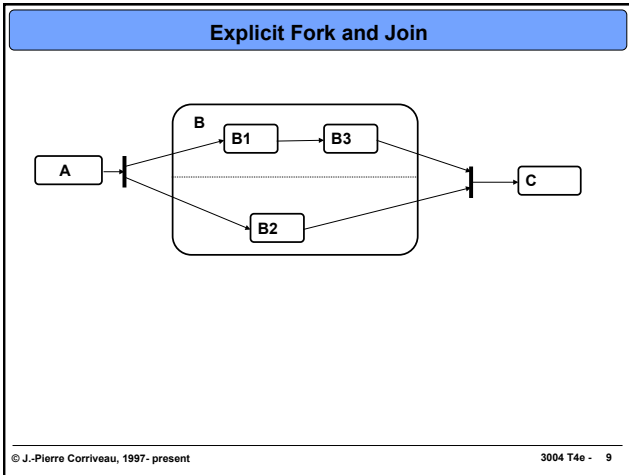 Explicit Fork and Join
B
B1
B3
A
C
B2
© J.-Pierre Corriveau, 1997- present
3004 T4e - 9